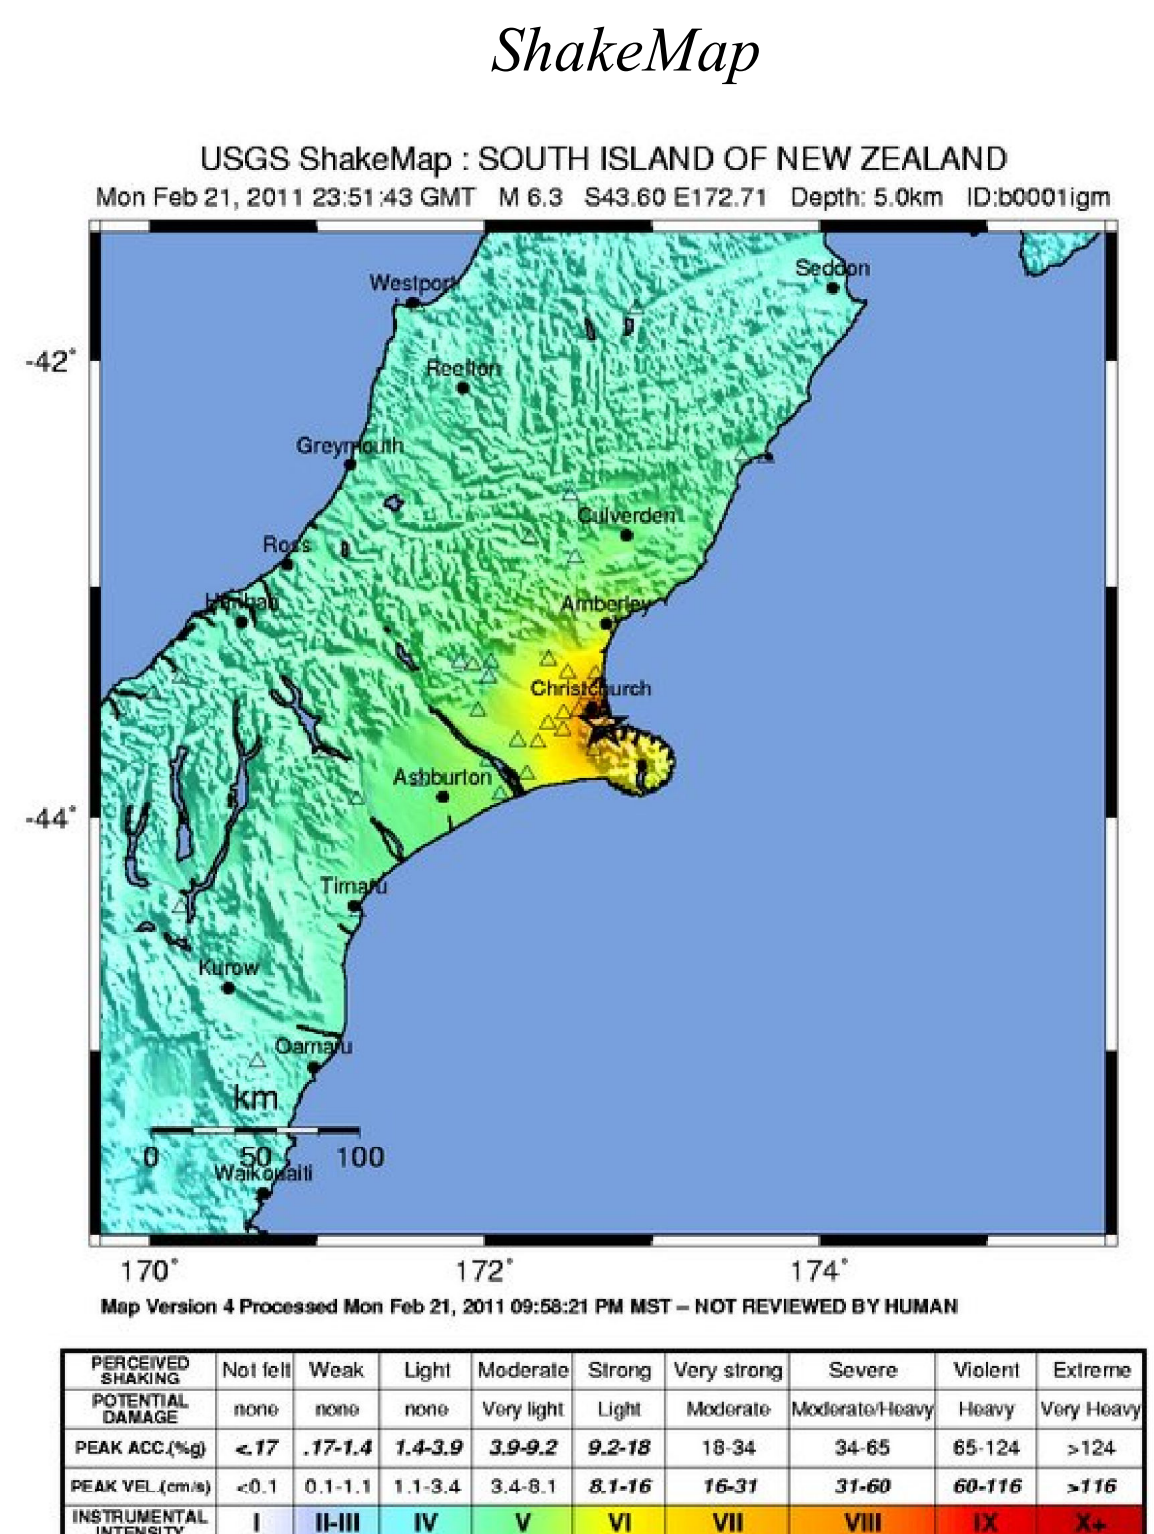 ShakeMap
USGS ShakeMap : SOUTH ISLAND OF NEW ZEALAND
Mon Feb 21, 2011 23:51:43 GMT M 6.3 S43.60 E172.71 Depth: 5.0km ID:b0001igm
Seddon
Westport
-42°
Reefton
Greymouth
Culverden
Ross
Harihari
Amberley
Christchurch
Ashburton
-44°
Timaru
Kurow
Oamaru
km
0 50 100
Waikouaiti
170° 172° 174°
Map Version 4 Processed Mon Feb 21, 2011 09:58:21 PM MST – NOT REVIEWED BY HUMAN
PERCEIVED SHAKING Not felt Weak Light Moderate Strong Very strong Severe Violent Extreme
POTENTIAL DAMAGE none none none Very light Light Moderate Moderate/Heavy Heavy Very Heavy
PEAK ACC.(%g) <.17 .17-1.4 1.4-3.9 3.9-9.2 9.2-18 18-34 34-65 65-124 >124
PEAK VEL.(cm/s) <0.1 0.1-1.1 1.1-3.4 3.4-8.1 8.1-16 16-31 31-60 60-116 >116
INSTRUMENTAL INTENSITY I II-III IV V VI VII VIII IX X+